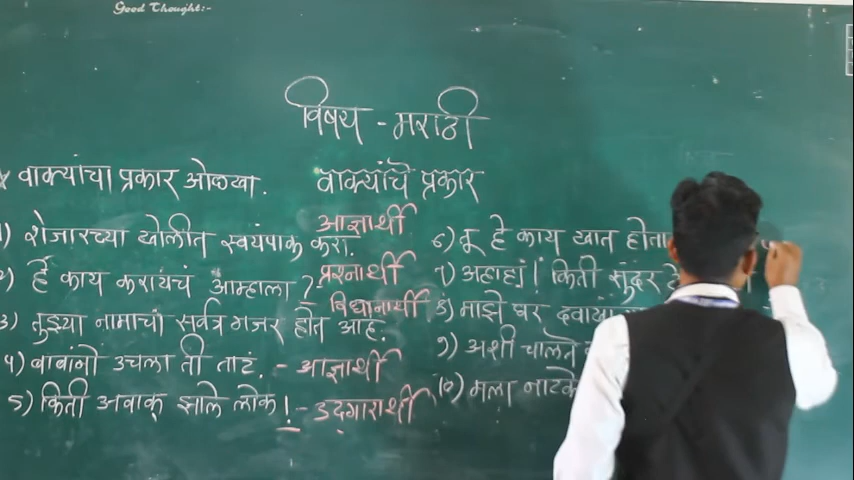 Good Thought:-
विषय - मराठी
* वाक्यांचा प्रकार ओळखा.
वाक्यांचे प्रकार
१) शेजारच्या खोलीत स्वयंपाक करा.
आज्ञार्थी
२) हे काय करायचं आम्हाला ? -
प्रश्नार्थी
३) तुझ्या नामाचा सर्वत्र गजर होत आहे.
विधानार्थी
४) बाबांनो उचला ती ताटं. - आज्ञार्थी
५) किती अवाक् झाले लोक ! - उद्गारार्थी
६) तू हे काय खात होता
७) अहाहा ! किती सुंदर
८) माझे घर
९) अशी चालते
१०) मला नाटके